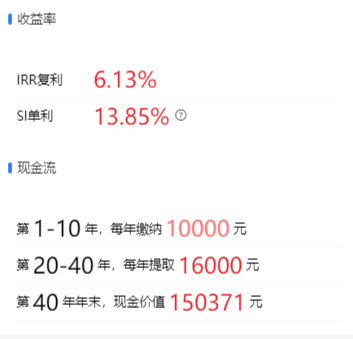 收益率
IRR复利 6.13%
SI单利 13.85% ?
现金流
第 1-10 年，每年缴纳 10000 元
第 20-40 年，每年提取 16000 元
第 40 年年末，现金价值 150371 元